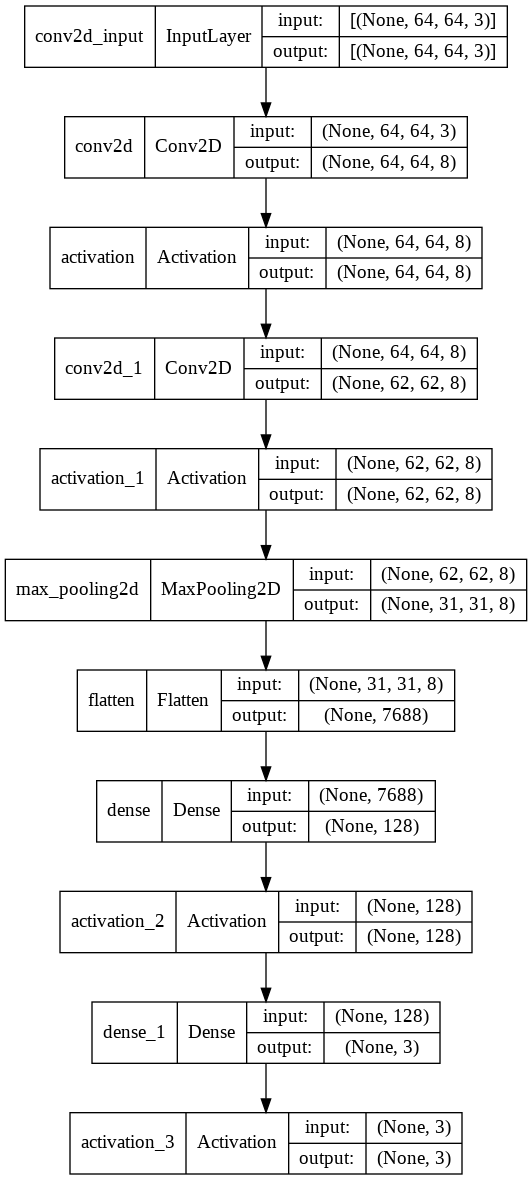 conv2d_input InputLayer input: [(None, 64, 64, 3)]
output: [(None, 64, 64, 3)]
conv2d Conv2D input: (None, 64, 64, 3)
output: (None, 64, 64, 8)
activation Activation input: (None, 64, 64, 8)
output: (None, 64, 64, 8)
conv2d_1 Conv2D input: (None, 64, 64, 8)
output: (None, 62, 62, 8)
activation_1 Activation input: (None, 62, 62, 8)
output: (None, 62, 62, 8)
max_pooling2d MaxPooling2D input: (None, 62, 62, 8)
output: (None, 31, 31, 8)
flatten Flatten input: (None, 31, 31, 8)
output: (None, 7688)
dense Dense input: (None, 7688)
output: (None, 128)
activation_2 Activation input: (None, 128)
output: (None, 128)
dense_1 Dense input: (None, 128)
output: (None, 3)
activation_3 Activation input: (None, 3)
output: (None, 3)